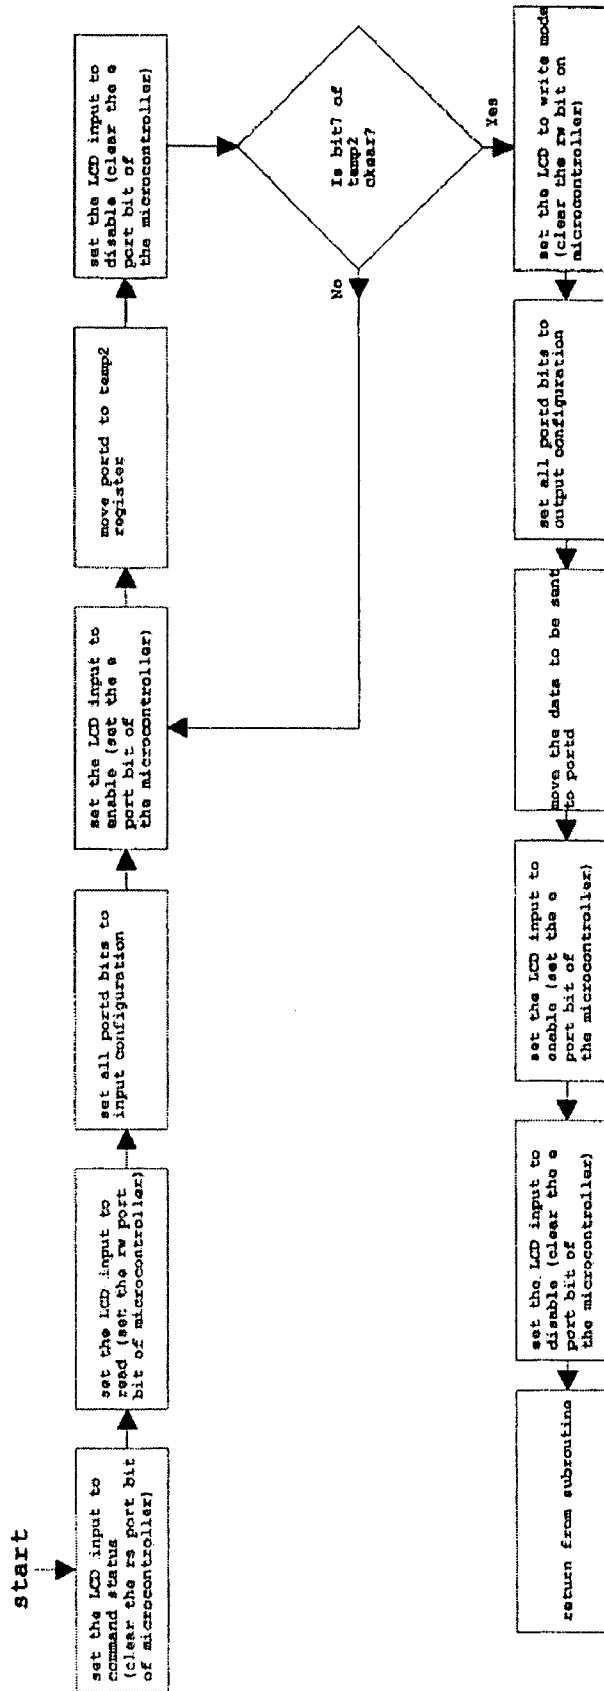 start
set the LCD input to
command status
(clear the rs port bit
of microcontroller)
set the LCD input to
read (set the rw port
bit of microcontroller)
set all portd bits to
input configuration
set the LCD input to
enable (set the e
port bit of
the microcontroller)
move portd to temp2
register
set the LCD input to
disable (clear the e
port bit of
the microcontroller)
Is bit7 of
temp2
ckear?
No
Yes
set the LCD to write mode
(clear the rw bit on
microcontroller)
set all portd bits to
output configuration
move the data to be sent
to portd
set the LCD input to
enable (set the e
port bit of
the microcontroller)
set the LCD input to
disable (clear the e
port bit of
the microcontroller)
return from subroutine